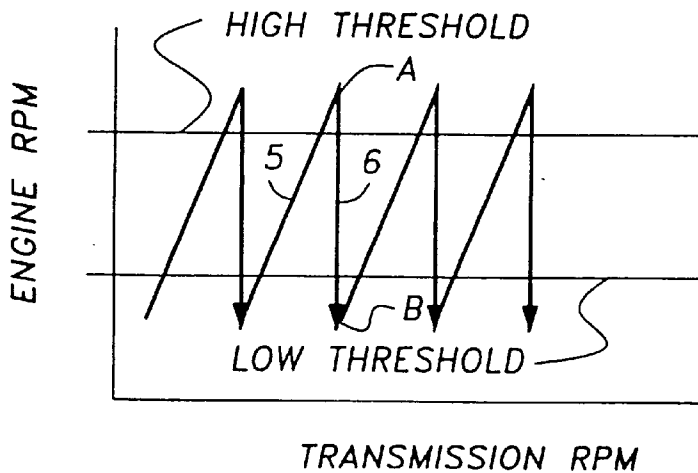 HIGH THRESHOLD
A
5
6
B
LOW THRESHOLD
ENGINE RPM
TRANSMISSION RPM